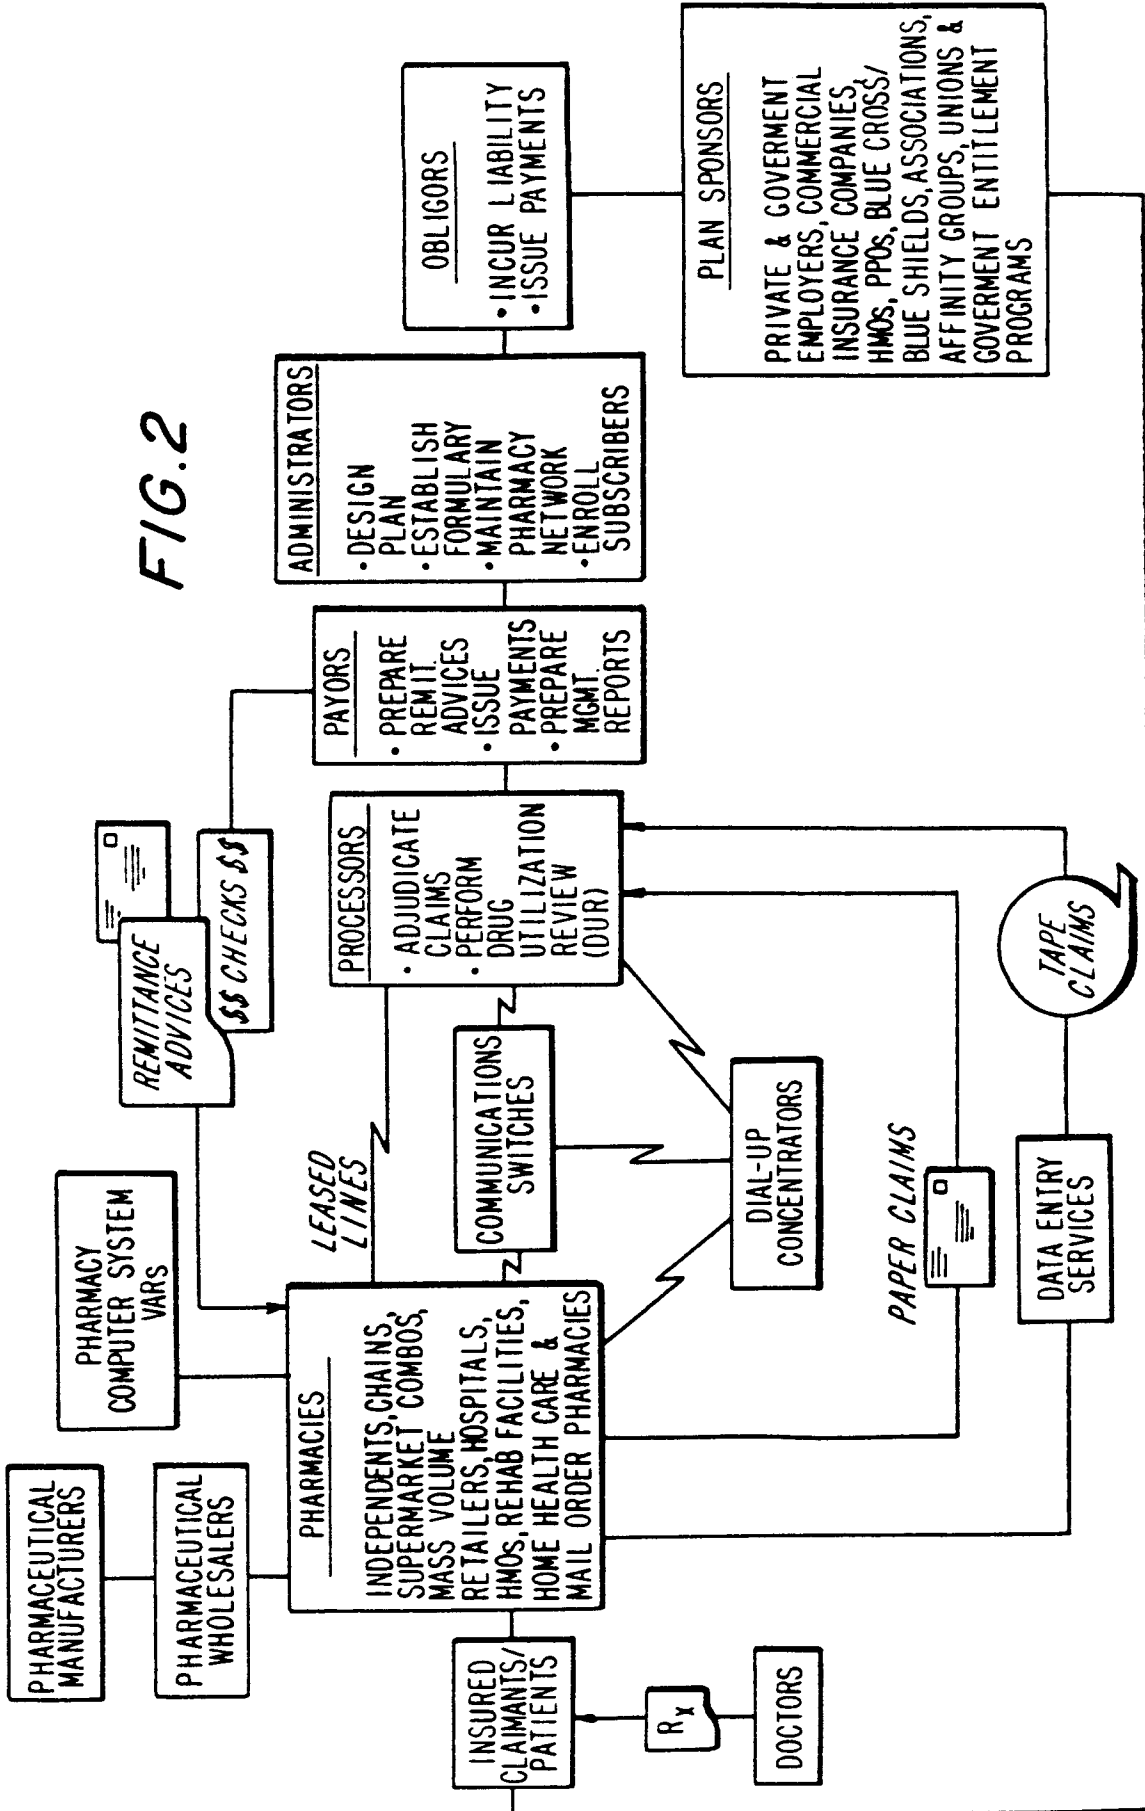 FIG.2
PHARMACEUTICAL
MANUFACTURERS
PHARMACEUTICAL
WHOLESALERS
PHARMACY
COMPUTER SYSTEM
VARS
REMITTANCE
ADVICES
$$ CHECKS $$
INSURED
CLAIMANTS/
PATIENTS
Rx
DOCTORS
PHARMACIES
INDEPENDENTS, CHAINS,
SUPERMARKET COMBOS,
MASS VOLUME
RETAILERS, HOSPITALS,
HMOs, REHAB FACILITIES,
HOME HEALTH CARE &
MAIL ORDER PHARMACIES
LEASED
LINES
COMMUNICATIONS
SWITCHES
DIAL-UP
CONCENTRATORS
PAPER CLAIMS
DATA ENTRY
SERVICES
TAPE
CLAIMS
PROCESSORS
• ADJUDICATE
CLAIMS
• PERFORM
DRUG
UTILIZATION
REVIEW
(DUR)
PAYORS
• PREPARE
REMIT.
ADVICES
• ISSUE
PAYMENTS
• PREPARE
MGMT.
REPORTS
ADMINISTRATORS
• DESIGN
PLAN
• ESTABLISH
FORMULARY
• MAINTAIN
PHARMACY
NETWORK
• ENROLL
SUBSCRIBERS
OBLIGORS
• INCUR LIABILITY
• ISSUE PAYMENTS
PLAN SPONSORS
PRIVATE & GOVERMENT
EMPLOYERS, COMMERCIAL
INSURANCE COMPANIES,
HMOs, PPOs, BLUE CROSS/
BLUE SHIELDS, ASSOCIATIONS,
AFFINITY GROUPS, UNIONS &
GOVERMENT ENTITLEMENT
PROGRAMS